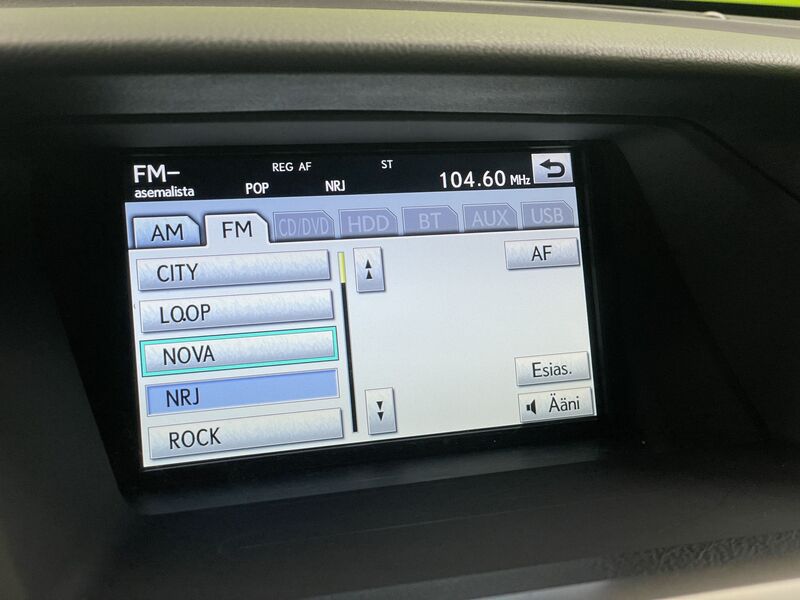 FM– REG AF ST
asemalista POP NRJ 104.60 MHz
AM FM CD/DVD HDD BT AUX USB
CITY AF
LOOP
NOVA
NRJ Esias.
ROCK Ääni